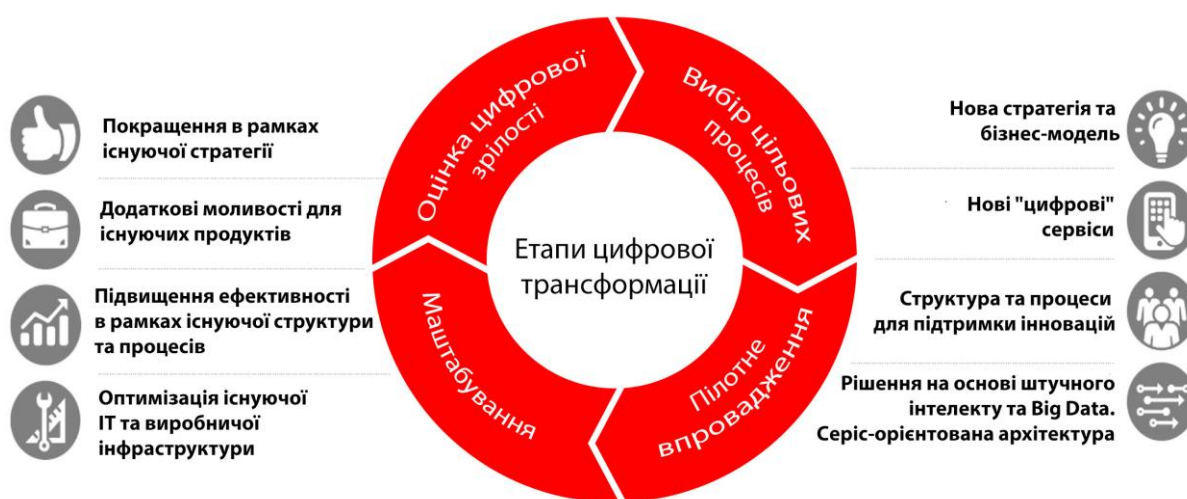 Покращення в рамках
існуючої стратегії
Додаткові моливості для
існуючих продуктів
Підвищення ефективності
в рамках існуючої структури
та процесів
Оптимізація існуючої
ІТ та виробничої
інфраструктури
Оцінка цифрової
зрілості
Вибір цільових
процесів
Етапи цифрової
трансформації
Маштабування
Пілотне
впровадження
Нова стратегія та
бізнес-модель
Нові "цифрові"
сервіси
Структура та процеси
для підтримки інновацій
Рішення на основі штучного
інтелекту та Big Data.
Серіс-орієнтована архітектура